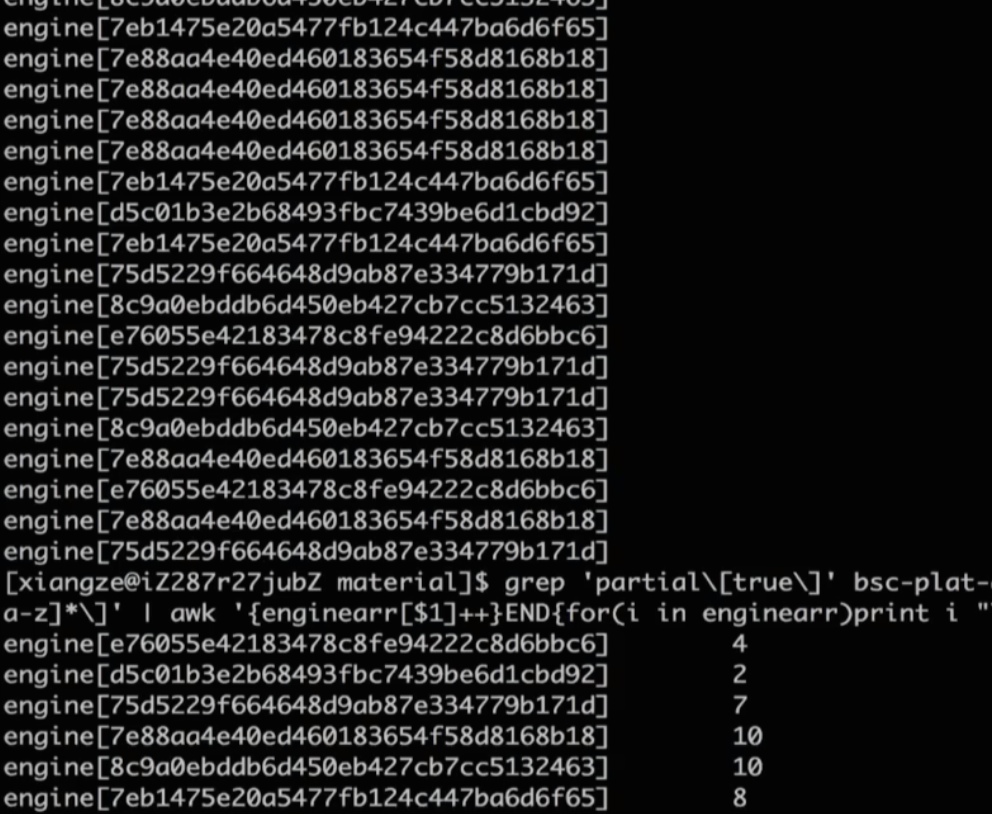 engine[7eb1475e20a5477fb124c447ba6d6f65]
engine[7e88aa4e40ed460183654f58d8168b18]
engine[7e88aa4e40ed460183654f58d8168b18]
engine[7e88aa4e40ed460183654f58d8168b18]
engine[7e88aa4e40ed460183654f58d8168b18]
engine[7eb1475e20a5477fb124c447ba6d6f65]
engine[d5c01b3e2b68493fbc7439be6d1cbd92]
engine[7eb1475e20a5477fb124c447ba6d6f65]
engine[75d5229f664648d9ab87e334779b171d]
engine[8c9a0ebddb6d450eb427cb7cc5132463]
engine[e76055e42183478c8fe94222c8d6bbc6]
engine[75d5229f664648d9ab87e334779b171d]
engine[75d5229f664648d9ab87e334779b171d]
engine[8c9a0ebddb6d450eb427cb7cc5132463]
engine[7e88aa4e40ed460183654f58d8168b18]
engine[e76055e42183478c8fe94222c8d6bbc6]
engine[7e88aa4e40ed460183654f58d8168b18]
engine[75d5229f664648d9ab87e334779b171d]
[xiangze@iZ287r27jubZ material]$ grep 'partial\[true\]' bsc-plat-
a-z]*\]' | awk '{enginearr[$1]++}END{for(i in enginearr)print i "
engine[e76055e42183478c8fe94222c8d6bbc6] 4
engine[d5c01b3e2b68493fbc7439be6d1cbd92] 2
engine[75d5229f664648d9ab87e334779b171d] 7
engine[7e88aa4e40ed460183654f58d8168b18] 10
engine[8c9a0ebddb6d450eb427cb7cc5132463] 10
engine[7eb1475e20a5477fb124c447ba6d6f65] 8